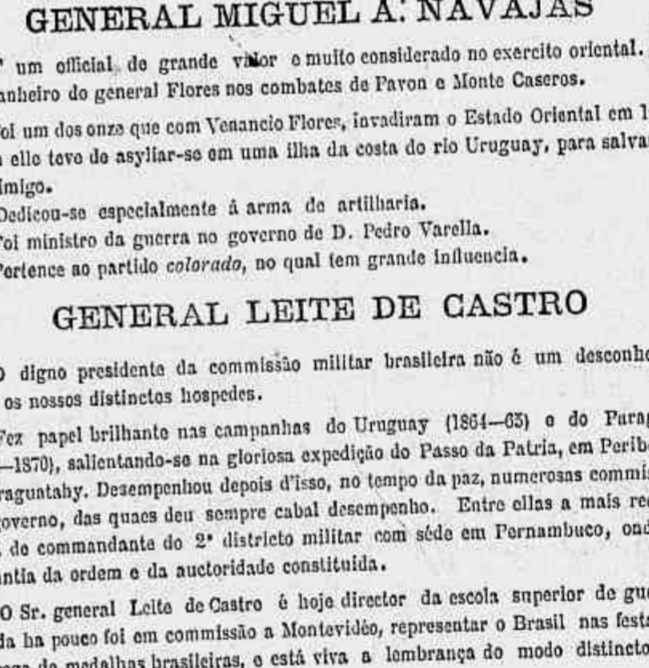 GENERAL MIGUEL A. NAVAJAS
um official de grande valor e muito considerado no exercito oriental.
anheiro do general Flores nos combates de Pavon e Monte Caseros.
oi um dos onze que com Venancio Flores, invadiram o Estado Oriental em 1
elle teve de asyliar-se em uma ilha da costa do rio Uruguay, para salva
imigo.
Dedicou-se especialmente á arma de artilharia.
Foi ministro da guerra no governo de D. Pedro Varella.
Pertence ao partido colorado, no qual tem grande influencia.
GENERAL LEITE DE CASTRO
O digno presidente da commissão militar brasileira não é um desconhe
os nossos distinctos hospedes.
Fez papel brilhante nas campanhas do Uruguay (1864—65) e do Parag
—1870), salientando-se na gloriosa expedição do Passo da Patria, em Perib
raguatahy. Desempenhou depois d'isso, no tempo da paz, numerosas commis
governo, das quaes deu sempre cabal desempenho. Entre ellas a mais rec
de commandante do 2º districto militar com séde em Pernambuco, ond
antia da ordem e da auctoridade constituida.
O Sr. general Leite de Castro é hoje director da escola superior de gue
da ha pouco foi em commissão a Montevidéo, representar o Brasil nas festa
de medalhas brasileiras, e está viva a lembrança do modo distincto